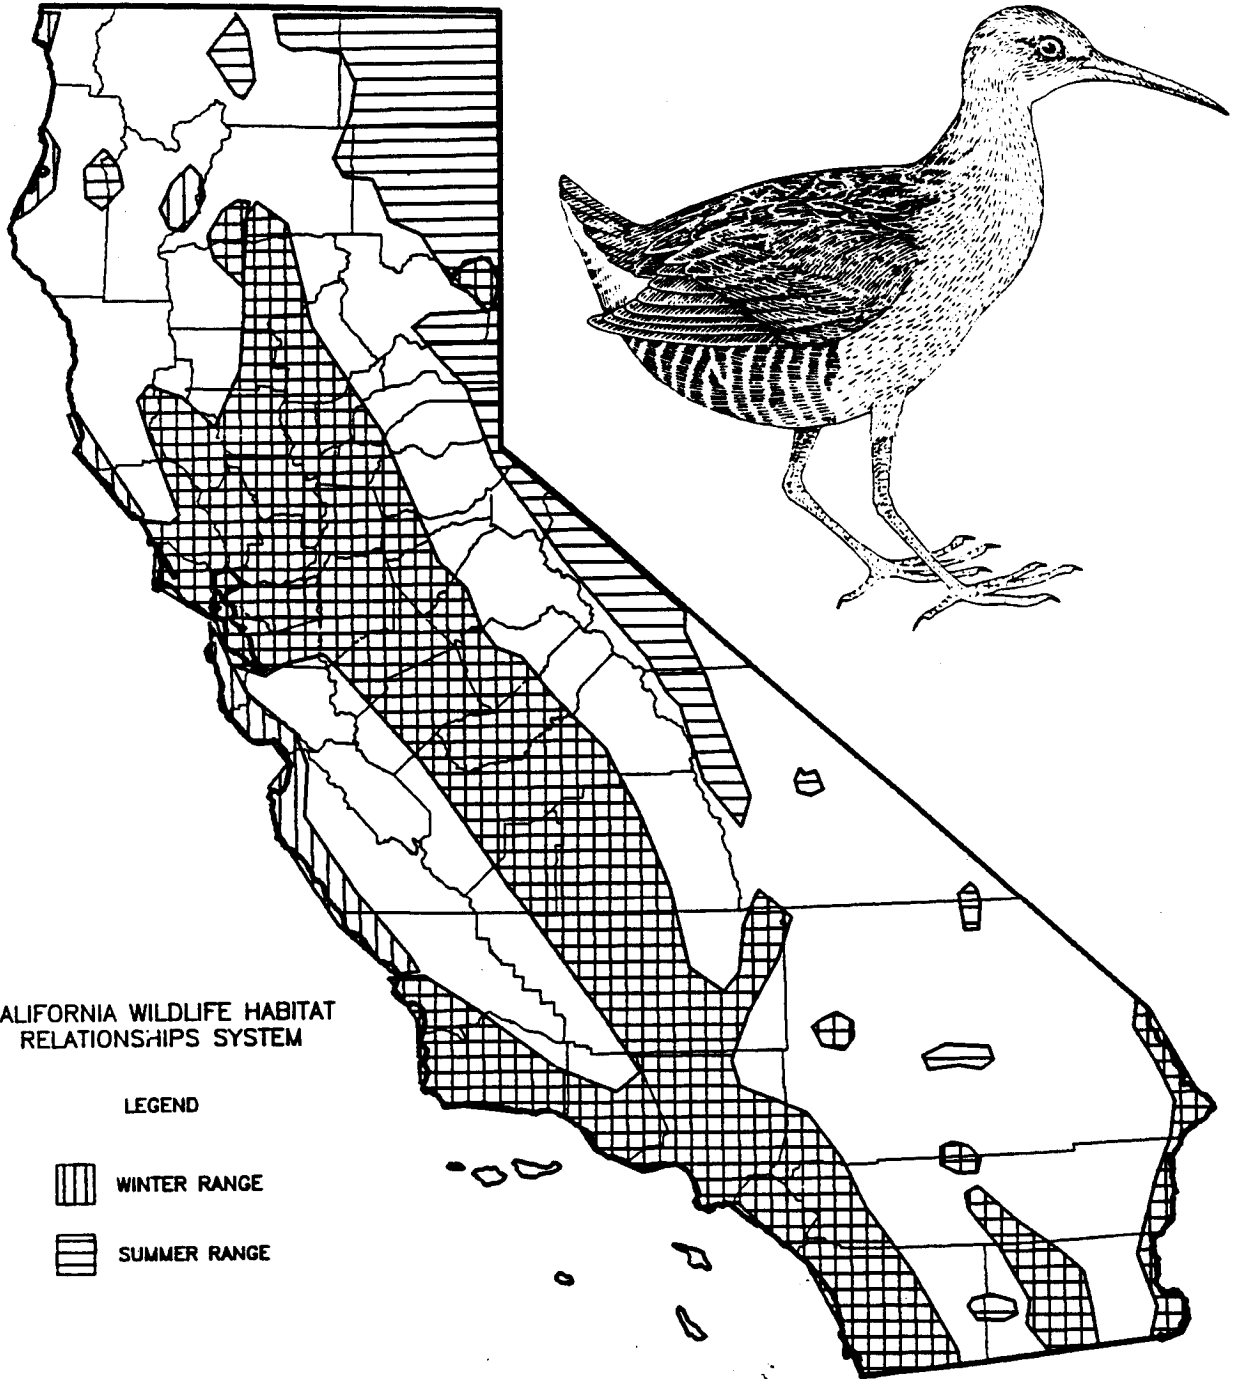 ALIFORNIA WILDLIFE HABITAT
RELATIONSHIPS SYSTEM
LEGEND
WINTER RANGE
SUMMER RANGE